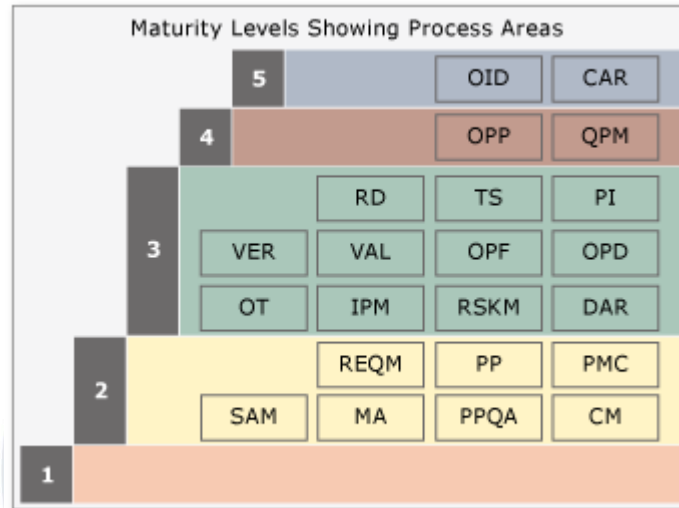 Maturity Levels Showing Process Areas
5 OID CAR
4 OPP QPM
RD TS PI
3 VER VAL OPF OPD
OT IPM RSKM DAR
REQM PP PMC
2
SAM MA PPQA CM
1